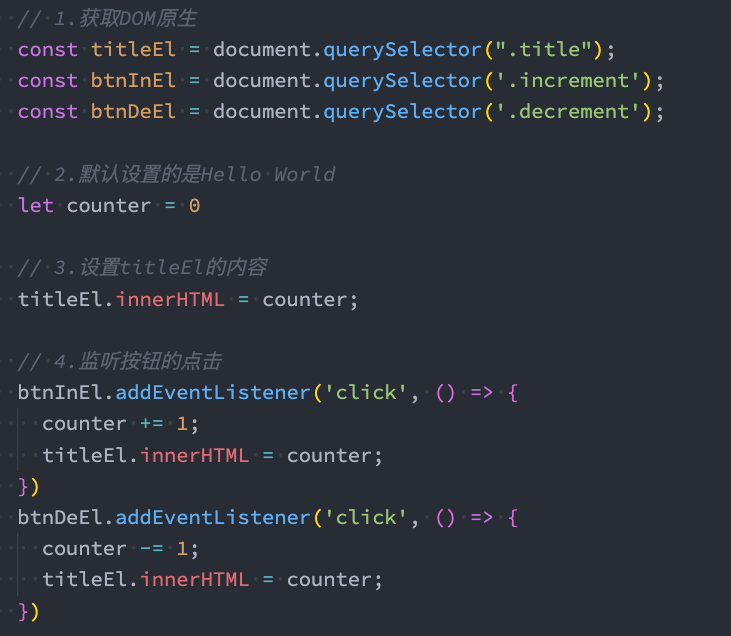 // 1.获取DOM原生
const titleEl = document.querySelector(".title");
const btnInEl = document.querySelector('.increment');
const btnDeEl = document.querySelector('.decrement');
// 2.默认设置的是Hello World
let counter = 0
// 3.设置titleEl的内容
titleEl.innerHTML = counter;
// 4.监听按钮的点击
btnInEl.addEventListener('click', () => {
counter += 1;
titleEl.innerHTML = counter;
})
btnDeEl.addEventListener('click', () => {
counter -= 1;
titleEl.innerHTML = counter;
})